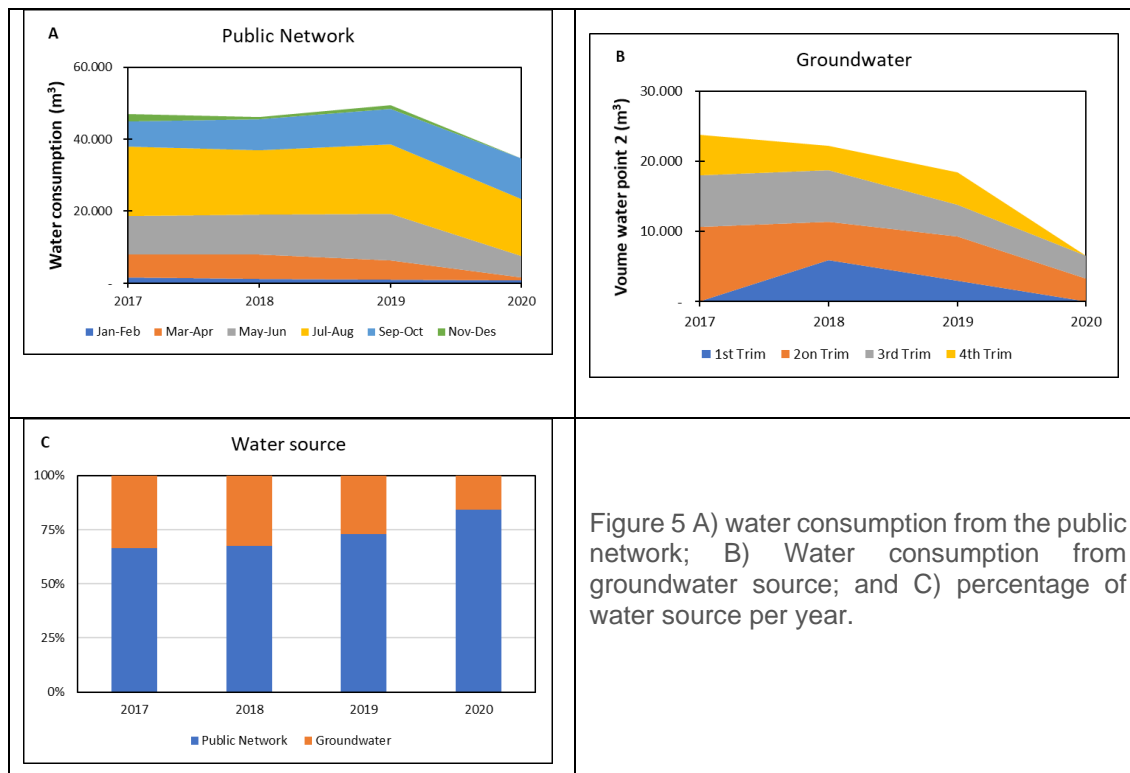 A
Public Network
Water consumption (m³)
60.000
40.000
20.000
-
2017 2018 2019 2020
Jan-Feb Mar-Apr May-Jun Jul-Aug Sep-Oct Nov-Des
B
Groundwater
Voume water point 2 (m³)
30.000
20.000
10.000
-
2017 2018 2019 2020
1st Trim 2on Trim 3rd Trim 4th Trim
C
Water source
100%
75%
50%
25%
0%
2017 2018 2019 2020
Public Network Groundwater
Figure 5 A) water consumption from the public
network; B) Water consumption from
groundwater source; and C) percentage of
water source per year.